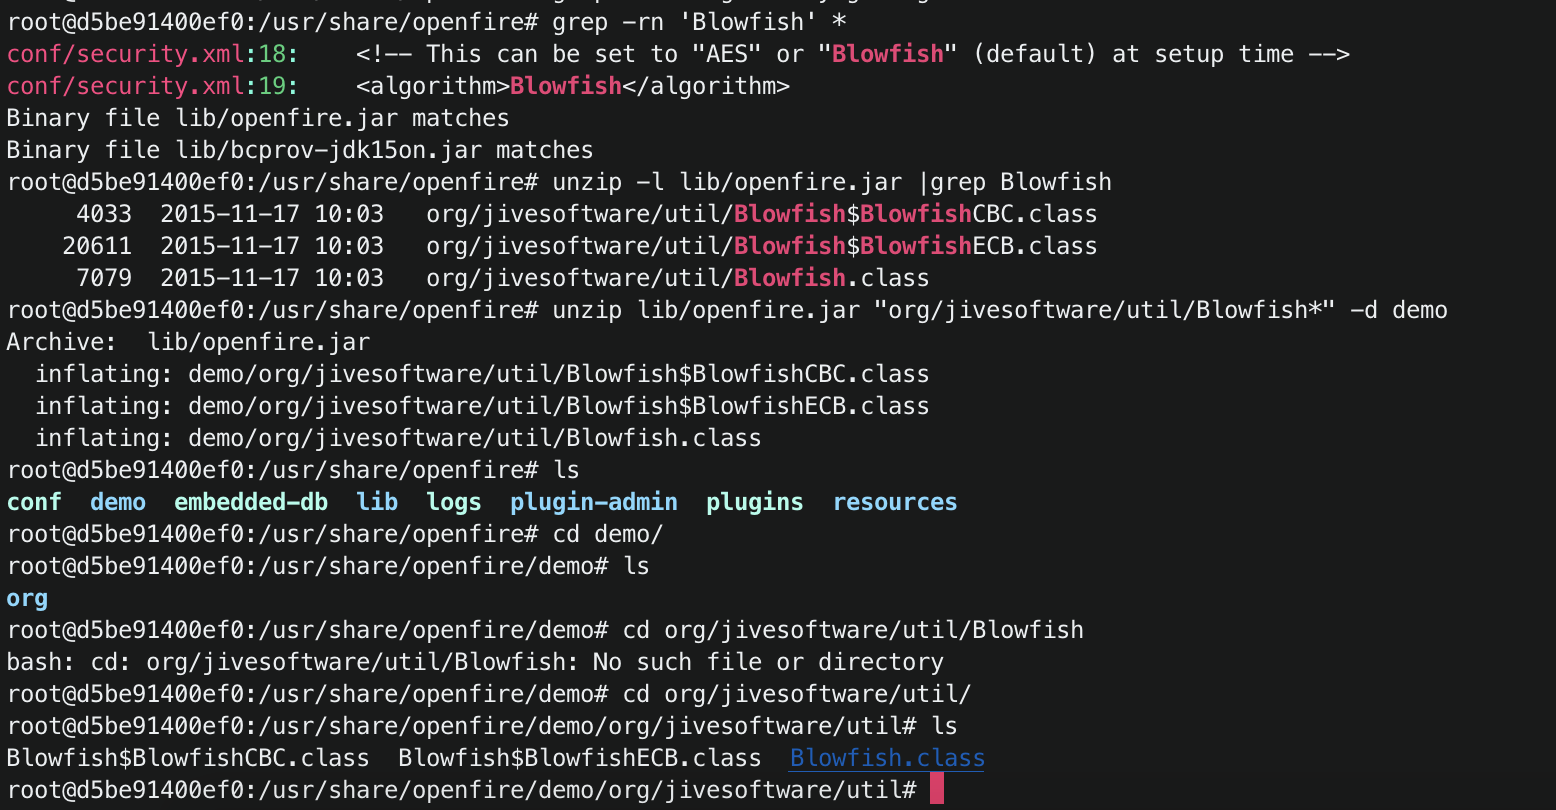 root@d5be91400ef0:/usr/share/openfire# grep -rn 'Blowfish' *
conf/security.xml:18:    <!-- This can be set to "AES" or "Blowfish" (default) at setup time -->
conf/security.xml:19:    <algorithm>Blowfish</algorithm>
Binary file lib/openfire.jar matches
Binary file lib/bcprov-jdk15on.jar matches
root@d5be91400ef0:/usr/share/openfire# unzip -l lib/openfire.jar |grep Blowfish
     4033  2015-11-17 10:03   org/jivesoftware/util/Blowfish$BlowfishCBC.class
    20611  2015-11-17 10:03   org/jivesoftware/util/Blowfish$BlowfishECB.class
     7079  2015-11-17 10:03   org/jivesoftware/util/Blowfish.class
root@d5be91400ef0:/usr/share/openfire# unzip lib/openfire.jar "org/jivesoftware/util/Blowfish*" -d demo
Archive:  lib/openfire.jar
  inflating: demo/org/jivesoftware/util/Blowfish$BlowfishCBC.class
  inflating: demo/org/jivesoftware/util/Blowfish$BlowfishECB.class
  inflating: demo/org/jivesoftware/util/Blowfish.class
root@d5be91400ef0:/usr/share/openfire# ls
conf  demo  embedded-db  lib  logs  plugin-admin  plugins  resources
root@d5be91400ef0:/usr/share/openfire# cd demo/
root@d5be91400ef0:/usr/share/openfire/demo# ls
org
root@d5be91400ef0:/usr/share/openfire/demo# cd org/jivesoftware/util/Blowfish
bash: cd: org/jivesoftware/util/Blowfish: No such file or directory
root@d5be91400ef0:/usr/share/openfire/demo# cd org/jivesoftware/util/
root@d5be91400ef0:/usr/share/openfire/demo/org/jivesoftware/util# ls
Blowfish$BlowfishCBC.class  Blowfish$BlowfishECB.class  Blowfish.class
root@d5be91400ef0:/usr/share/openfire/demo/org/jivesoftware/util#